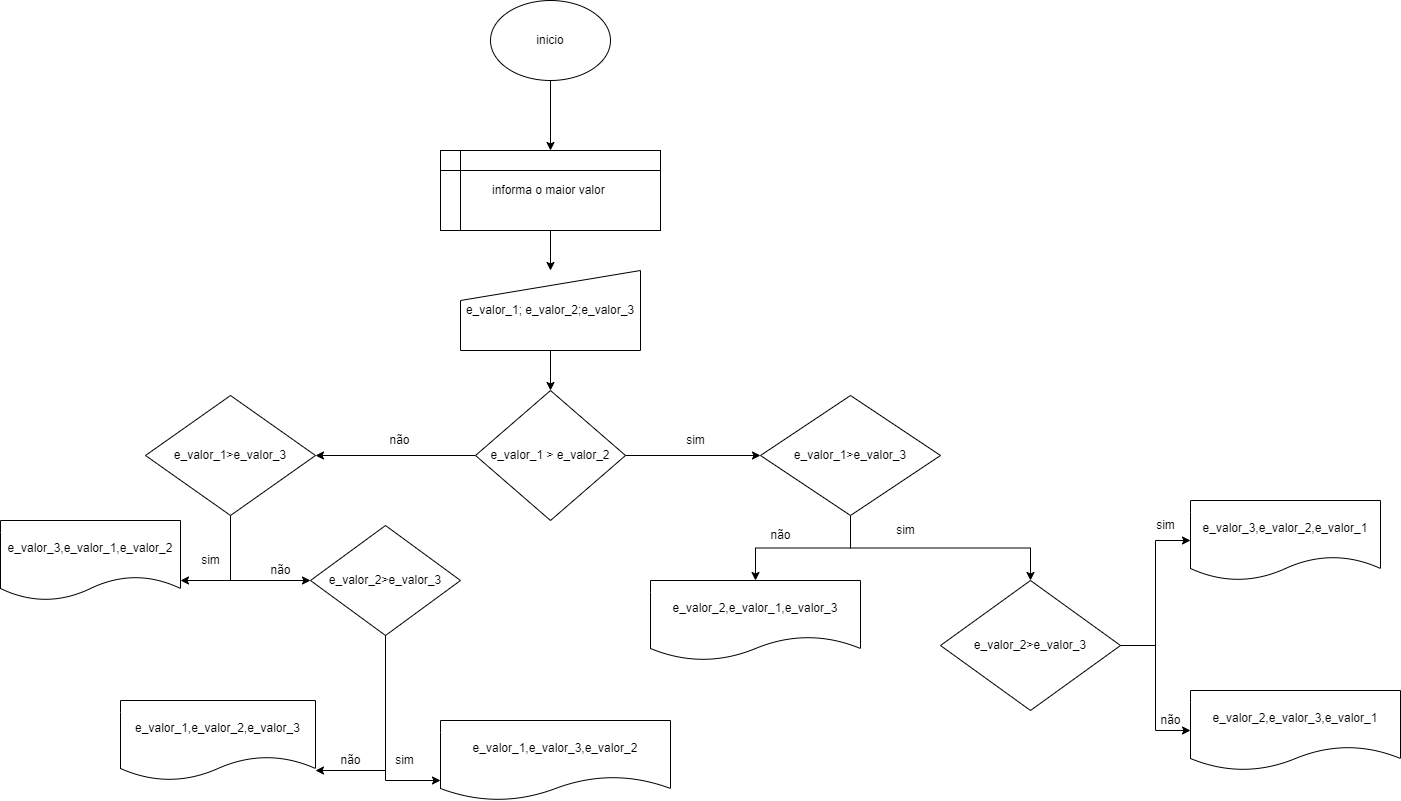 inicio
informa o maior valor
e_valor_1; e_valor_2;e_valor_3
e_valor_1 > e_valor_2
não
sim
e_valor_1>e_valor_3
e_valor_1>e_valor_3
sim
não
e_valor_3,e_valor_1,e_valor_2
e_valor_2>e_valor_3
não
sim
e_valor_1,e_valor_2,e_valor_3
e_valor_1,e_valor_3,e_valor_2
não
sim
e_valor_2,e_valor_1,e_valor_3
e_valor_2>e_valor_3
sim
e_valor_3,e_valor_2,e_valor_1
não
e_valor_2,e_valor_3,e_valor_1